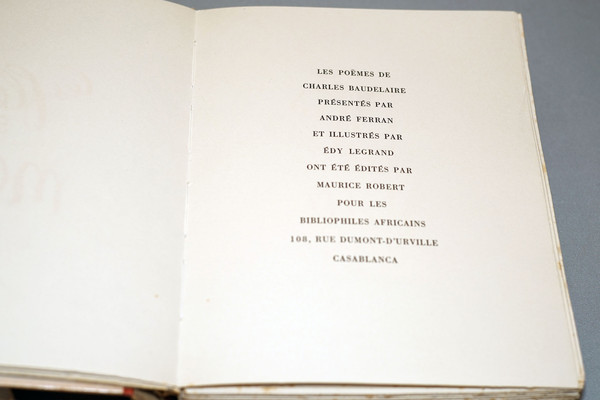 LES POËMES DE
CHARLES BAUDELAIRE
PRÉSENTÉS PAR
ANDRÉ FERRAN
ET ILLUSTRÉS PAR
ÉDY LEGRAND
ONT ÉTÉ ÉDITÉS PAR
MAURICE ROBERT
POUR LES
BIBLIOPHILES AFRICAINS
108, RUE DUMONT-D'URVILLE
CASABLANCA